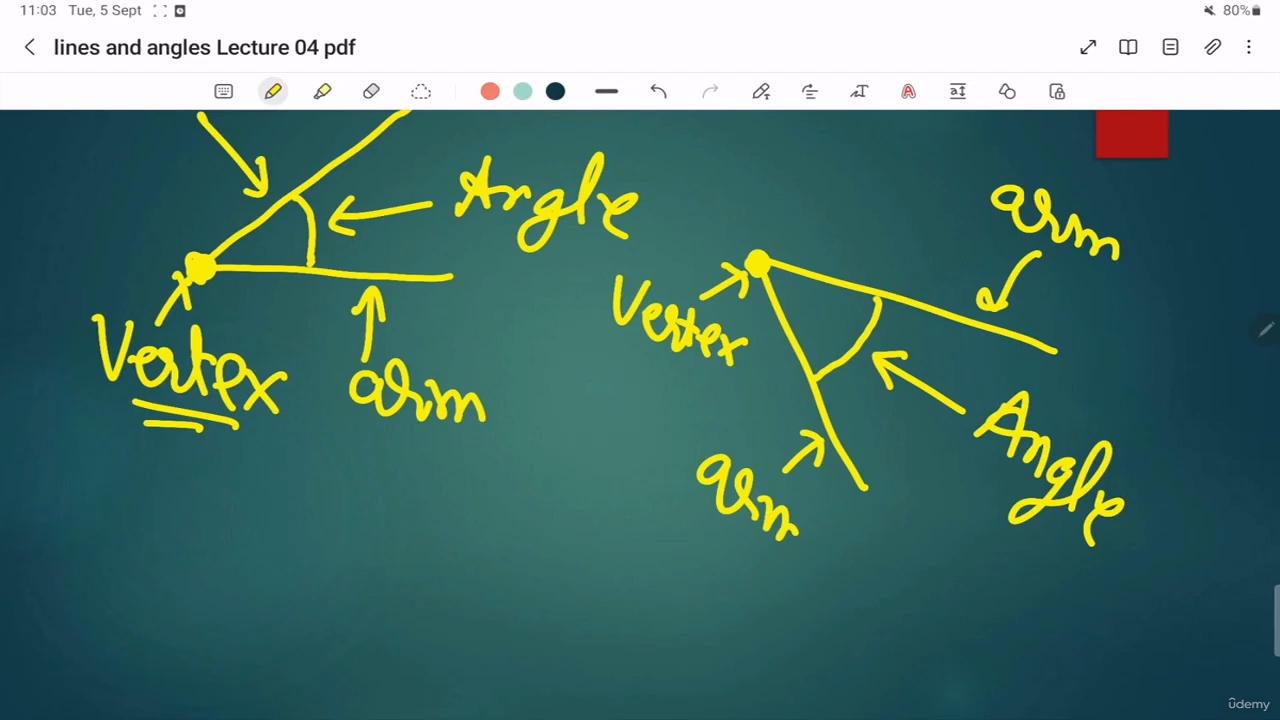 11:03 Tue, 5 Sept
80%
lines and angles Lecture 04 pdf
Angle
Vertex
arm
arm
Vertex
arm
Angle
ûdemy